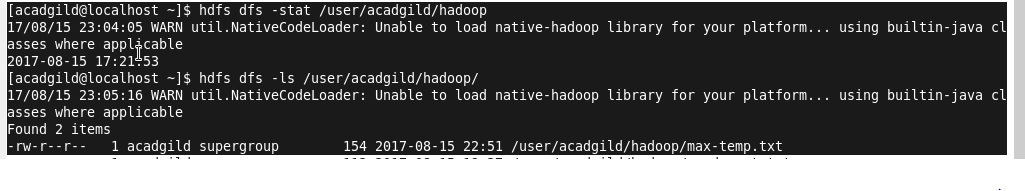 [acadgild@localhost ~]$ hdfs dfs -stat /user/acadgild/hadoop
17/08/15 23:04:05 WARN util.NativeCodeLoader: Unable to load native-hadoop library for your platform... using builtin-java cl
asses where applicable
2017-08-15 17:21:53
[acadgild@localhost ~]$ hdfs dfs -ls /user/acadgild/hadoop/
17/08/15 23:05:16 WARN util.NativeCodeLoader: Unable to load native-hadoop library for your platform... using builtin-java cl
asses where applicable
Found 2 items
-rw-r--r--   1 acadgild supergroup        154 2017-08-15 22:51 /user/acadgild/hadoop/max-temp.txt